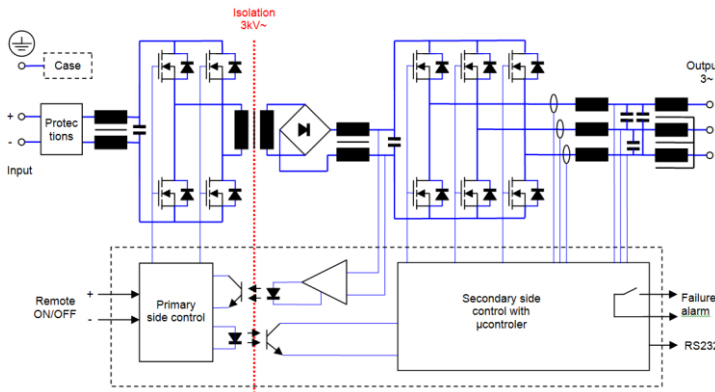 Isolation
3kV~
Case
Output
3~
+
Protec
tions
-
Input
Remote
ON/OFF
+
-
Primary
side control
Secondary side
control with
µcontroler
Failure
alarm
RS232